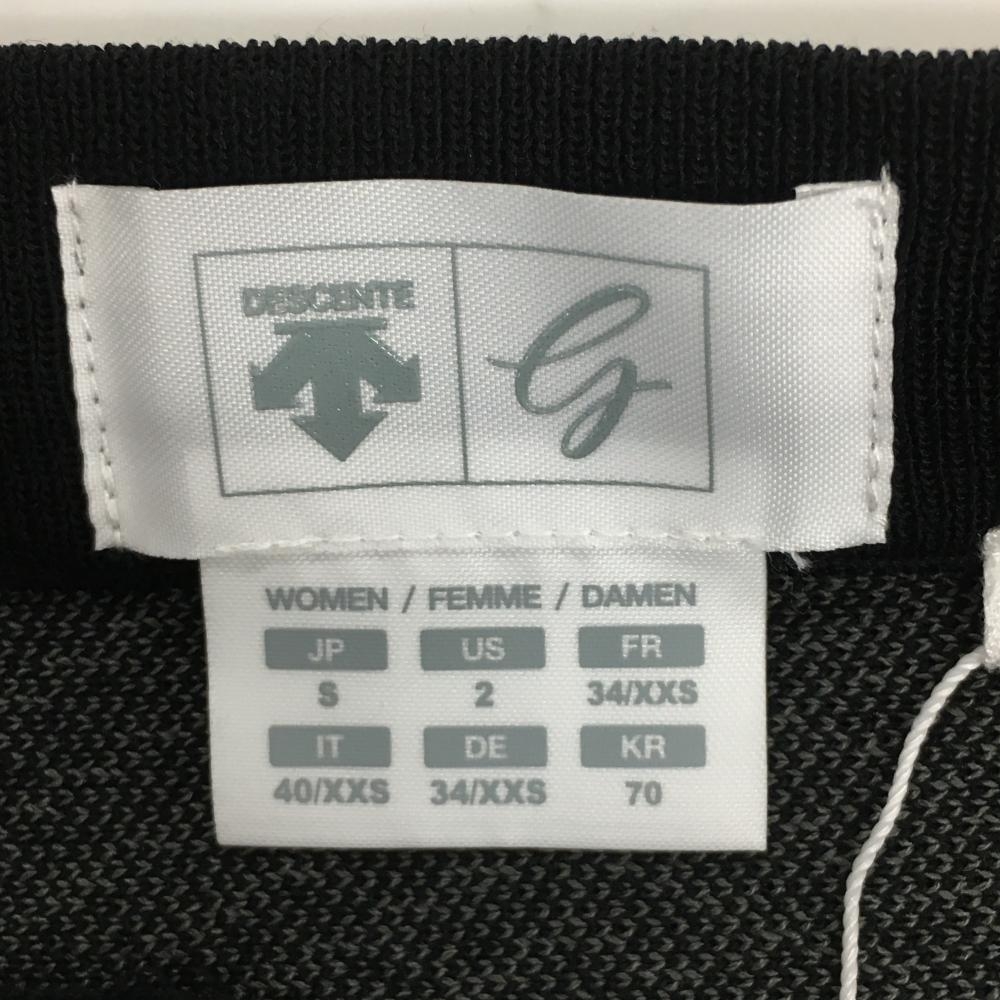 DESCENTE
G
WOMEN / FEMME / DAMEN
JP US FR
S 2 34/XXS
IT DE KR
40/XXS 34/XXS 70